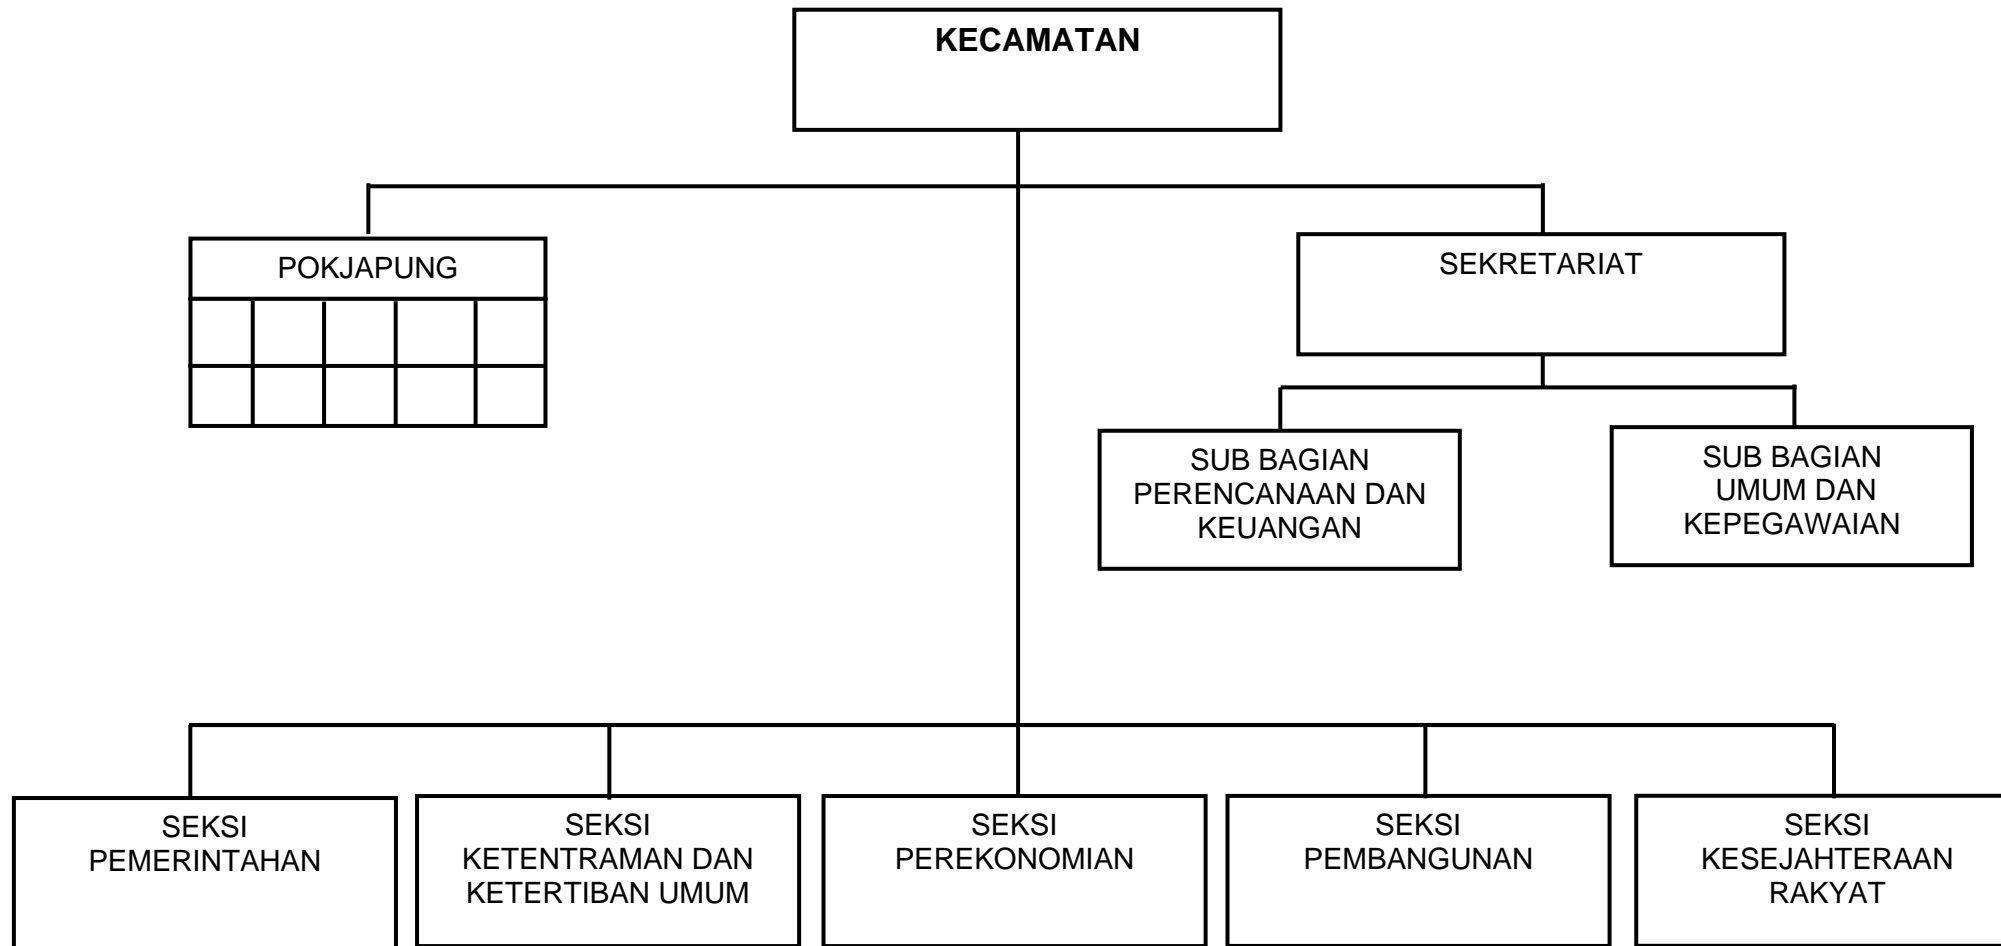 KECAMATAN
POKJAPUNG
SEKRETARIAT
SUB BAGIAN
PERENCANAAN DAN
KEUANGAN
SUB BAGIAN
UMUM DAN
KEPEGAWAIAN
SEKSI
PEMERINTAHAN
SEKSI
KETENTRAMAN DAN
KETERTIBAN UMUM
SEKSI
PEREKONOMIAN
SEKSI
PEMBANGUNAN
SEKSI
KESEJAHTERAAN
RAKYAT